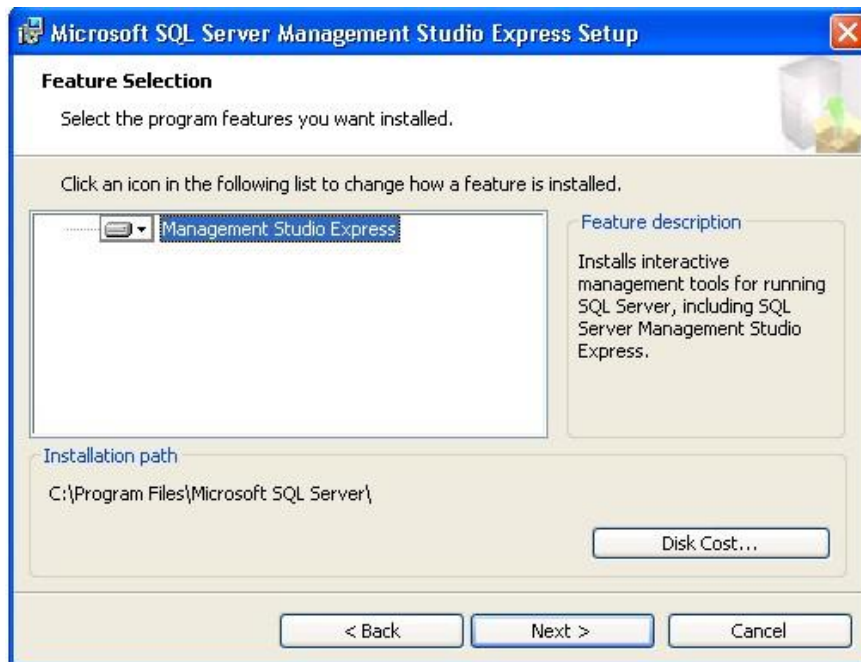 Microsoft SQL Server Management Studio Express Setup
Feature Selection
Select the program features you want installed.
Click an icon in the following list to change how a feature is installed.
Management Studio Express
Feature description
Installs interactive
management tools for running
SQL Server, including SQL
Server Management Studio
Express.
Installation path
C:\Program Files\Microsoft SQL Server\
Disk Cost...
< Back
Next >
Cancel